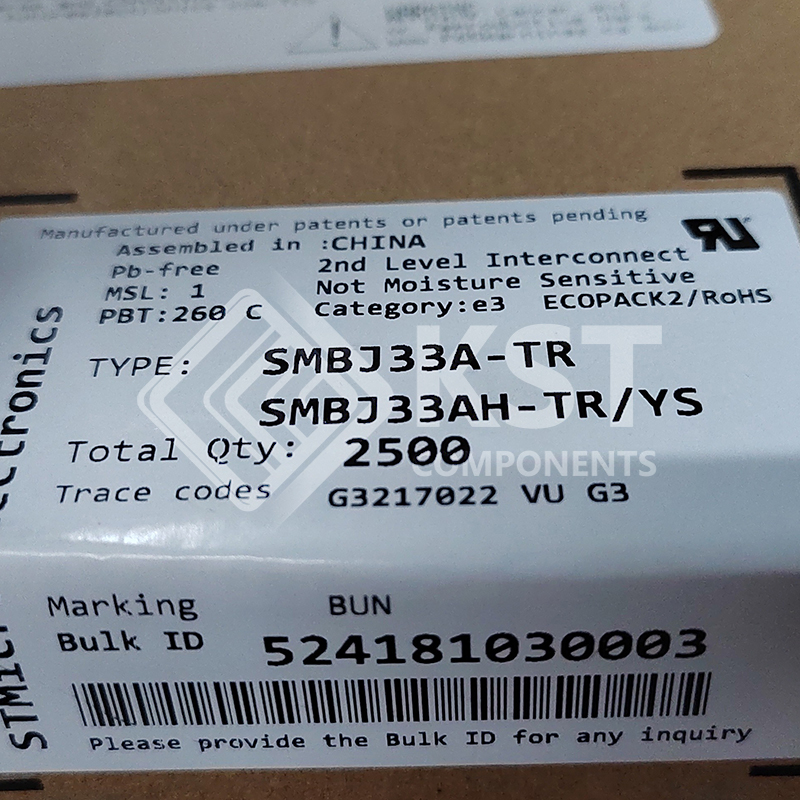 WARNING
Manufactured under patents or patents pending
Assembled in :CHINA
Pb-free 2nd Level Interconnect
MSL: 1 Not Moisture Sensitive
PBT:260 C Category:e3 ECOPACK2/RoHS
TYPE: SMBJ33A-TR
SMBJ33AH-TR/YS
Total Qty: 2500
Trace codes G3217022 VU G3
Marking BUN
Bulk ID 524181030003
Please provide the Bulk ID for any inquiry
KST
COMPONENTS